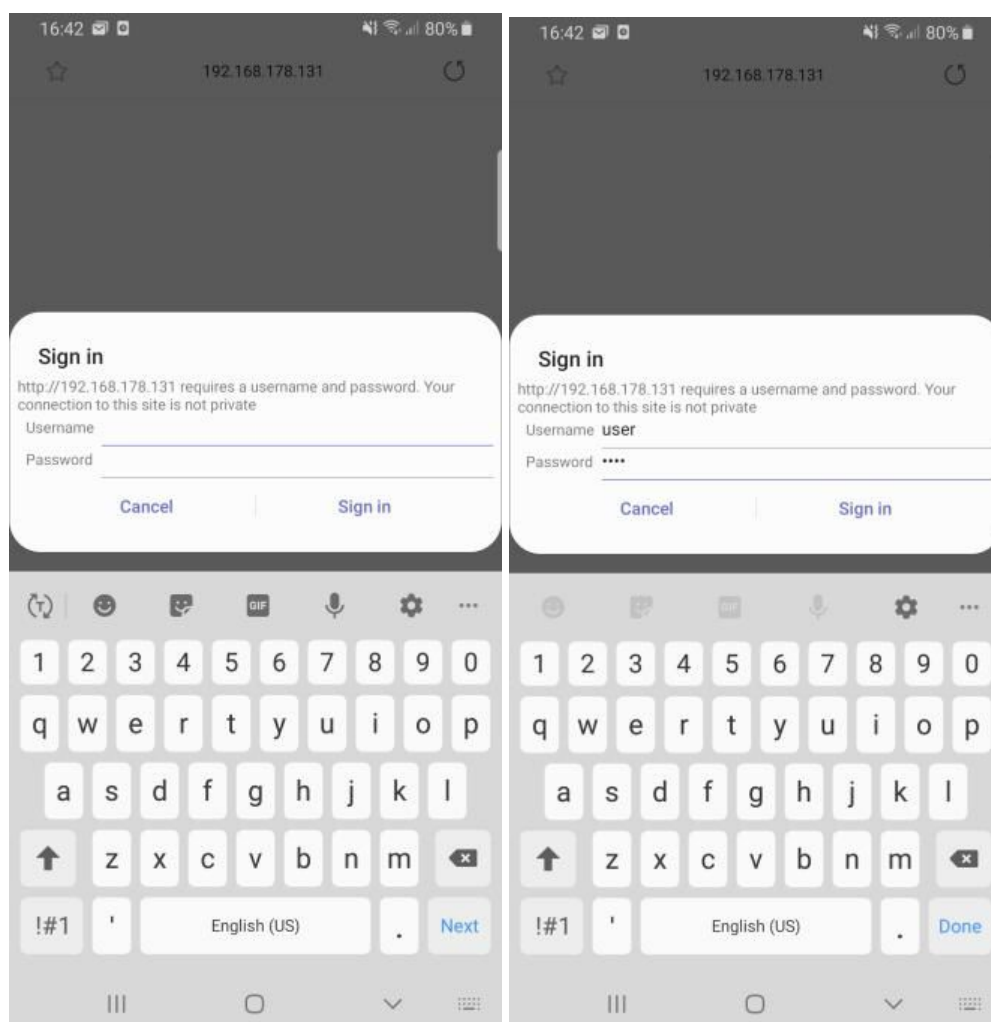 16:42 80%
192.168.178.131
Sign in
http://192.168.178.131 requires a username and password. Your
connection to this site is not private
Username
Password
Cancel Sign in
GIF
1 2 3 4 5 6 7 8 9 0
q w e r t y u i o p
a s d f g h j k l
z x c v b n m
!#1 ' English (US) . Next
16:42 80%
192.168.178.131
Sign in
http://192.168.178.131 requires a username and password. Your
connection to this site is not private
Username user
Password ••••
Cancel Sign in
GIF
1 2 3 4 5 6 7 8 9 0
q w e r t y u i o p
a s d f g h j k l
z x c v b n m
!#1 ' English (US) . Done